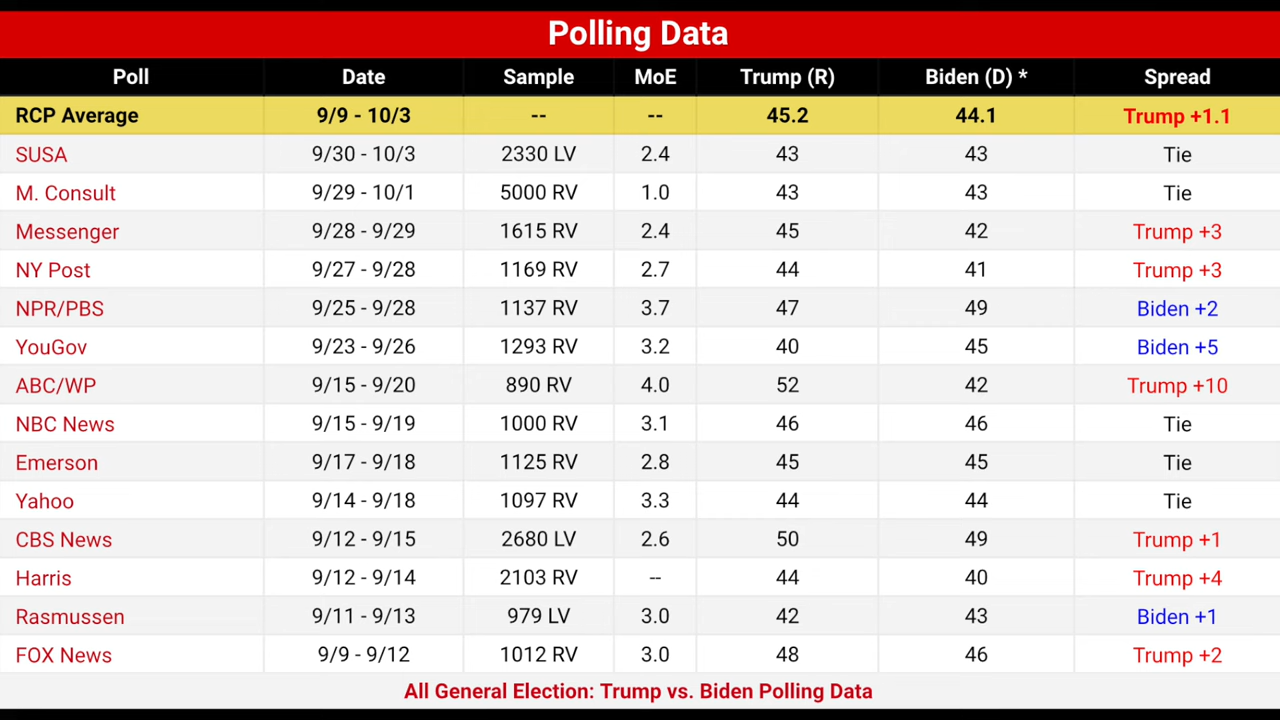 Polling Data
Poll Date Sample MoE Trump (R) Biden (D) * Spread
RCP Average 9/9 - 10/3 -- -- 45.2 44.1 Trump +1.1
SUSA 9/30 - 10/3 2330 LV 2.4 43 43 Tie
M. Consult 9/29 - 10/1 5000 RV 1.0 43 43 Tie
Messenger 9/28 - 9/29 1615 RV 2.4 45 42 Trump +3
NY Post 9/27 - 9/28 1169 RV 2.7 44 41 Trump +3
NPR/PBS 9/25 - 9/28 1137 RV 3.7 47 49 Biden +2
YouGov 9/23 - 9/26 1293 RV 3.2 40 45 Biden +5
ABC/WP 9/15 - 9/20 890 RV 4.0 52 42 Trump +10
NBC News 9/15 - 9/19 1000 RV 3.1 46 46 Tie
Emerson 9/17 - 9/18 1125 RV 2.8 45 45 Tie
Yahoo 9/14 - 9/18 1097 RV 3.3 44 44 Tie
CBS News 9/12 - 9/15 2680 LV 2.6 50 49 Trump +1
Harris 9/12 - 9/14 2103 RV -- 44 40 Trump +4
Rasmussen 9/11 - 9/13 979 LV 3.0 42 43 Biden +1
FOX News 9/9 - 9/12 1012 RV 3.0 48 46 Trump +2
All General Election: Trump vs. Biden Polling Data